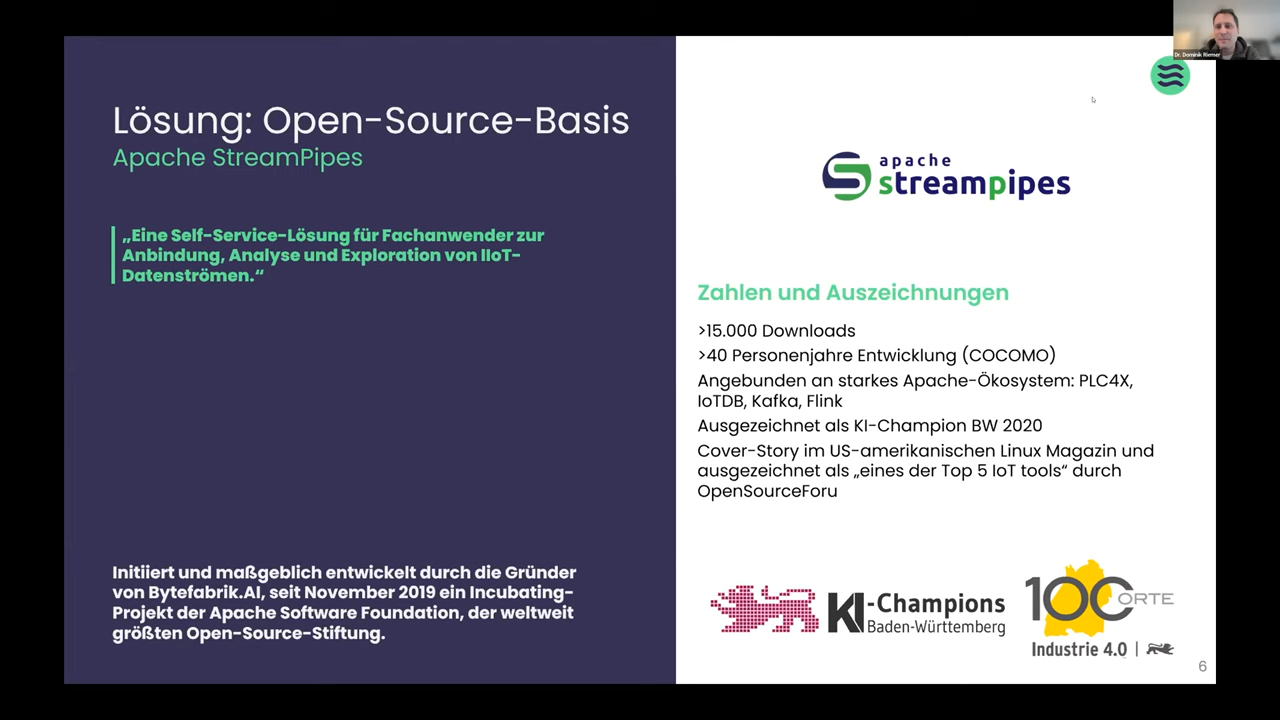 Dr. Dominik Riemer
Lösung: Open-Source-Basis
Apache StreamPipes
„Eine Self-Service-Lösung für Fachanwender zur
Anbindung, Analyse und Exploration von IIoT-
Datenströmen.“
Initiiert und maßgeblich entwickelt durch die Gründer
von Bytefabrik.AI, seit November 2019 ein Incubating-
Projekt der Apache Software Foundation, der weltweit
größten Open-Source-Stiftung.
apache
streampipes
Zahlen und Auszeichnungen
>15.000 Downloads
>40 Personenjahre Entwicklung (COCOMO)
Angebunden an starkes Apache-Ökosystem: PLC4X,
IoTDB, Kafka, Flink
Ausgezeichnet als KI-Champion BW 2020
Cover-Story im US-amerikanischen Linux Magazin und
ausgezeichnet als „eines der Top 5 IoT tools“ durch
OpenSourceForu
KI-Champions
Baden-Württemberg
100 ORTE
Industrie 4.0
6